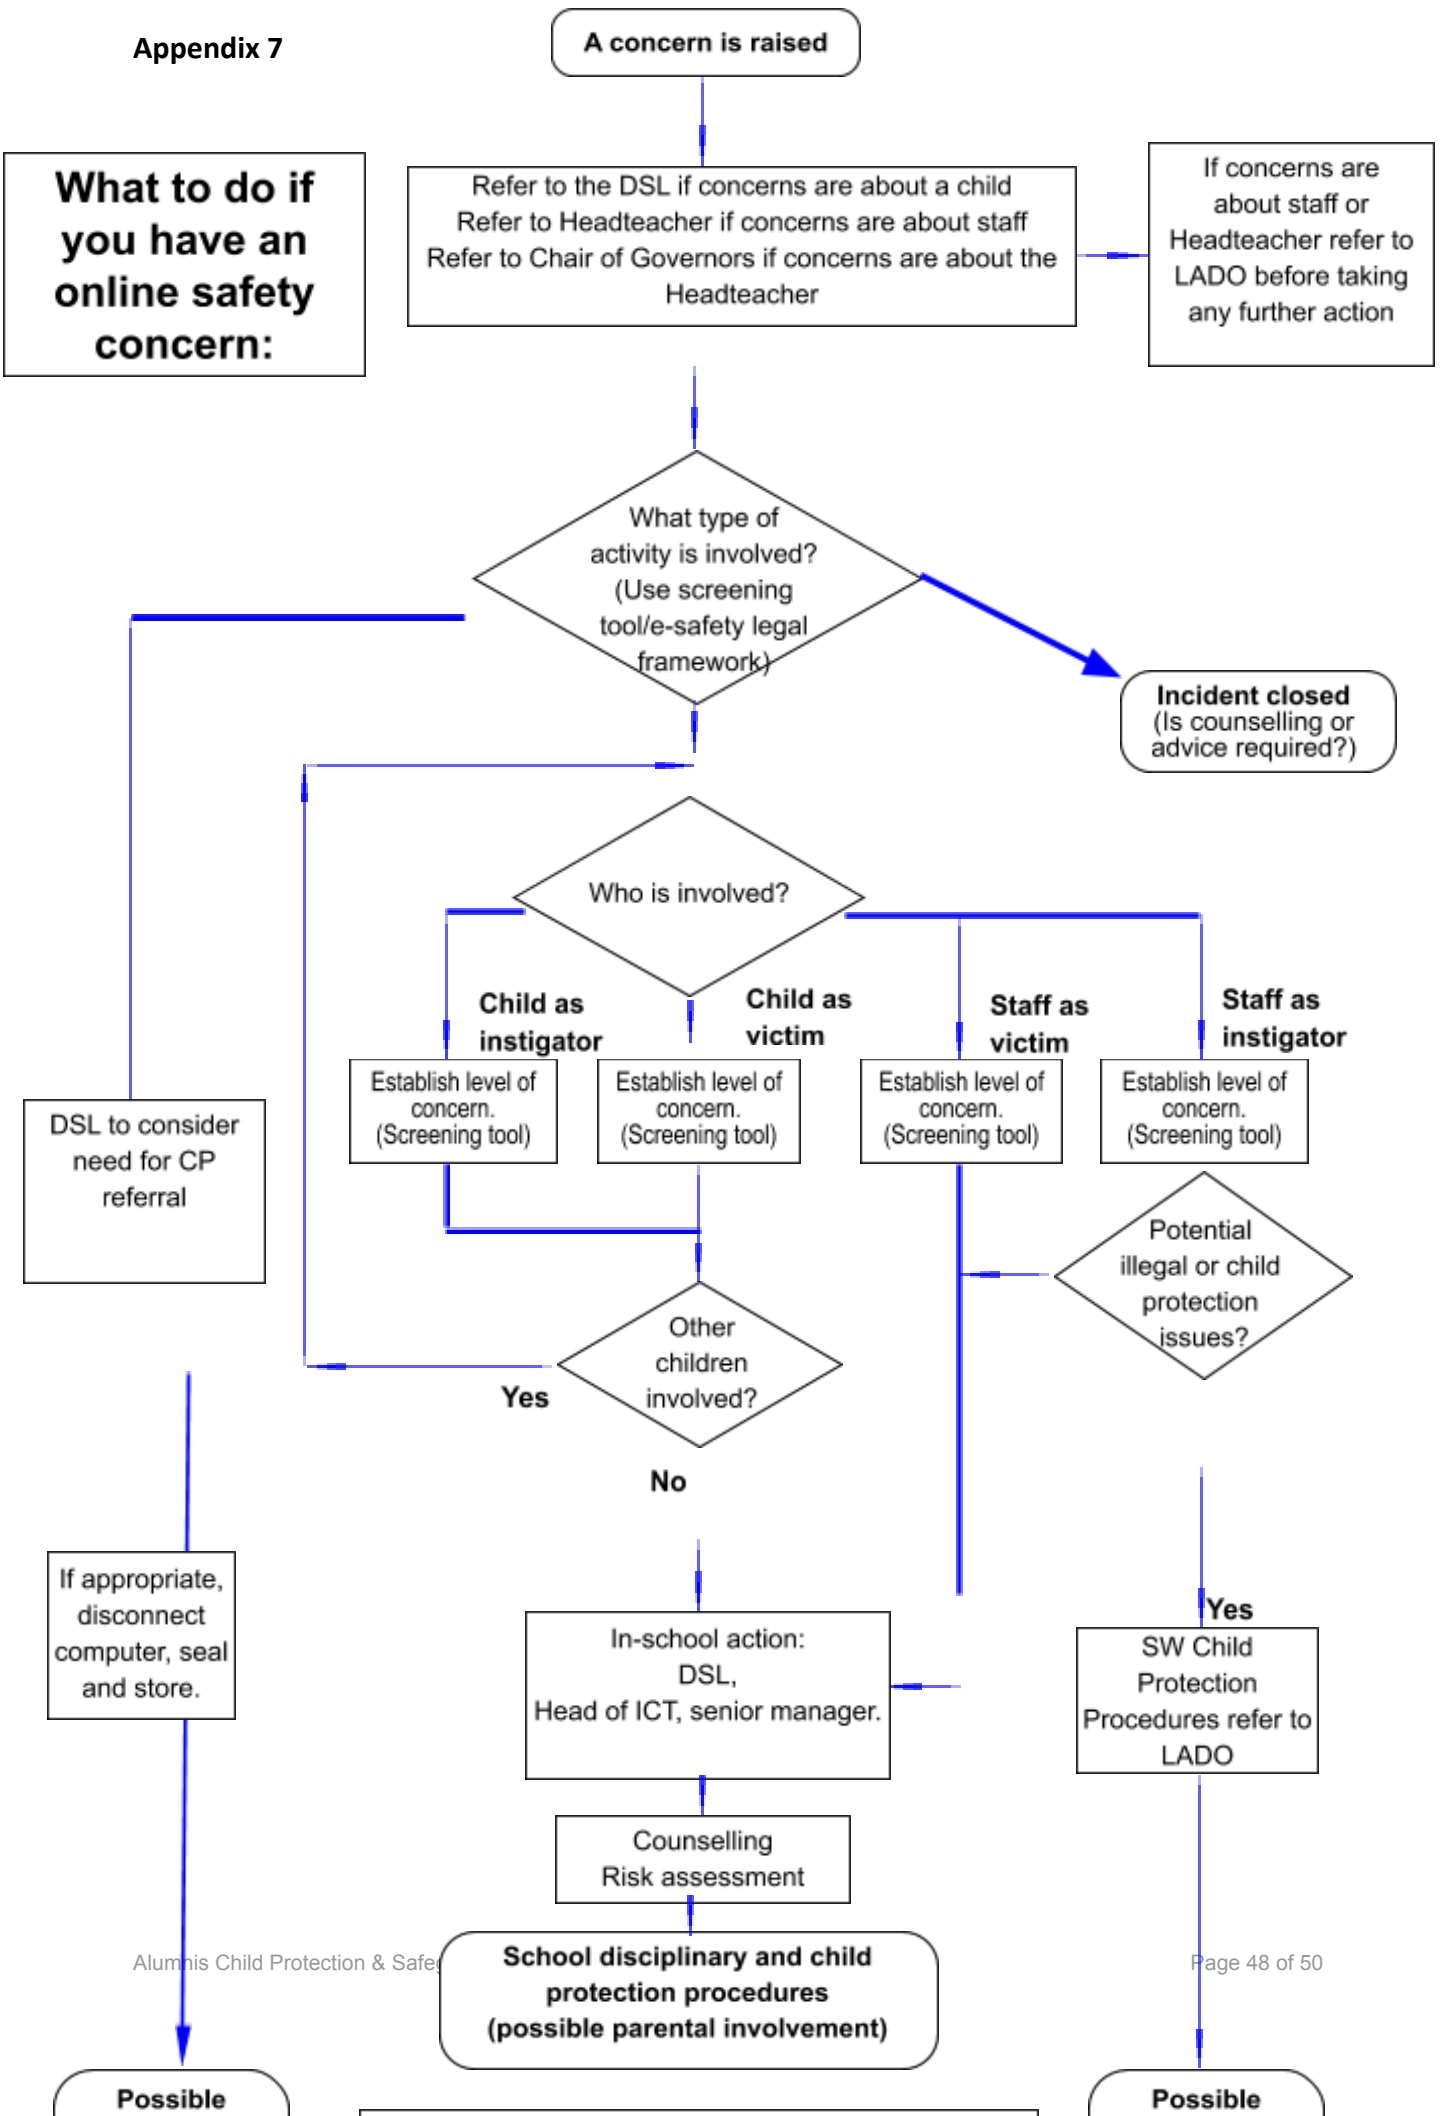 Appendix 7
A concern is raised
What to do if
you have an
online safety
concern:
Refer to the DSL if concerns are about a child
Refer to Headteacher if concerns are about staff
Refer to Chair of Governors if concerns are about the
Headteacher
If concerns are
about staff or
Headteacher refer to
LADO before taking
any further action
What type of
activity is involved?
(Use screening
tool/e-safety legal
framework)
Incident closed
(Is counselling or
advice required?)
Who is involved?
Child as
instigator
Child as
victim
Staff as
victim
Staff as
instigator
Establish level of
concern.
(Screening tool)
Establish level of
concern.
(Screening tool)
Establish level of
concern.
(Screening tool)
Establish level of
concern.
(Screening tool)
DSL to consider
need for CP
referral
Potential
illegal or child
protection
issues?
Other
children
involved?
Yes
No
If appropriate,
disconnect
computer, seal
and store.
In-school action:
DSL,
Head of ICT, senior manager.
Yes
SW Child
Protection
Procedures refer to
LADO
Counselling
Risk assessment
School disciplinary and child
protection procedures
(possible parental involvement)
Alumnis Child Protection &
Page 48 of 50
Possible
Possible